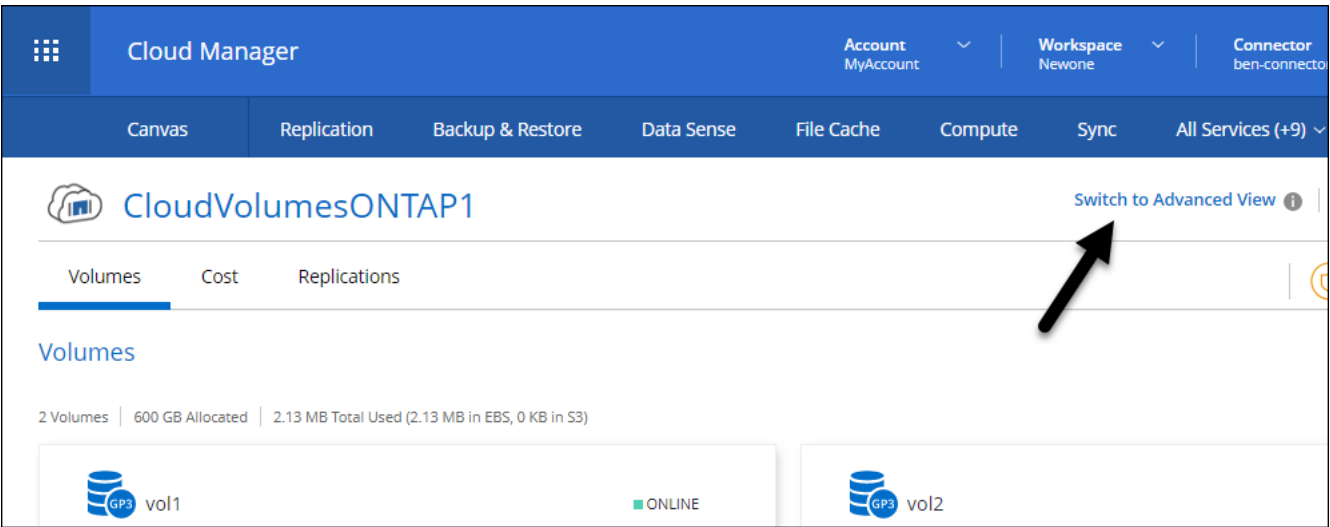 Cloud Manager
Account
MyAccount
Workspace
Newone
Connector
Canvas
Replication
Backup & Restore
Data Sense
File Cache
Compute
Sync
All Services (+9)
CloudVolumesONTAP1
Switch to Advanced View
Volumes
Cost
Replications
Volumes
2 Volumes
600 GB Allocated
2.13 MB Total Used (2.13 MB in EBS, 0 KB in S3)
GP3
vol1
ONLINE
GP3
vol2